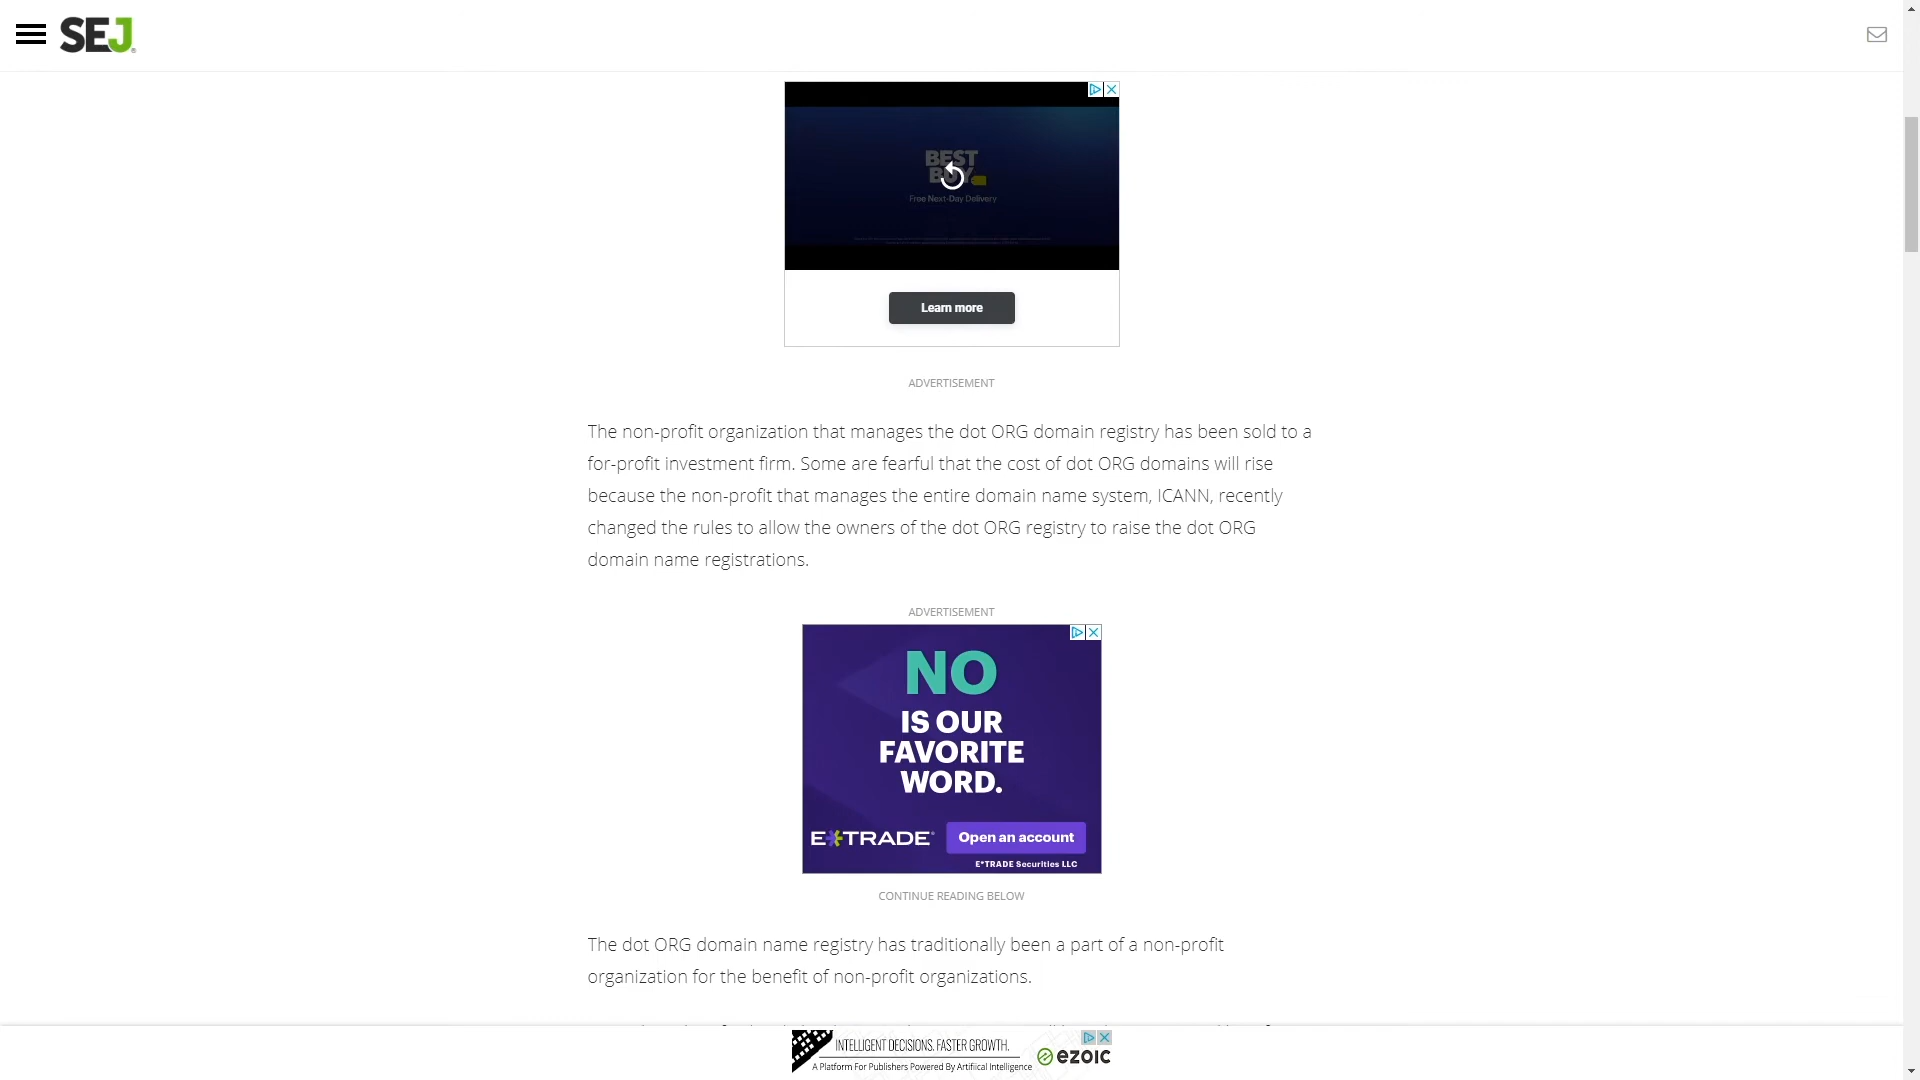 SEJ
BEST
BUY
Free Next-Day Delivery
Learn more
ADVERTISEMENT
The non-profit organization that manages the dot ORG domain registry has been sold to a
for-profit investment firm. Some are fearful that the cost of dot ORG domains will rise
because the non-profit that manages the entire domain name system, ICANN, recently
changed the rules to allow the owners of the dot ORG registry to raise the dot ORG
domain name registrations.
ADVERTISEMENT
NO
IS OUR
FAVORITE
WORD.
E*TRADE
Open an account
E*TRADE Securities LLC
CONTINUE READING BELOW
The dot ORG domain name registry has traditionally been a part of a non-profit
organization for the benefit of non-profit organizations.
INTELLIGENT DECISIONS. FASTER GROWTH.
A Platform For Publishers Powered By Artifiical Intelligence
ezoic